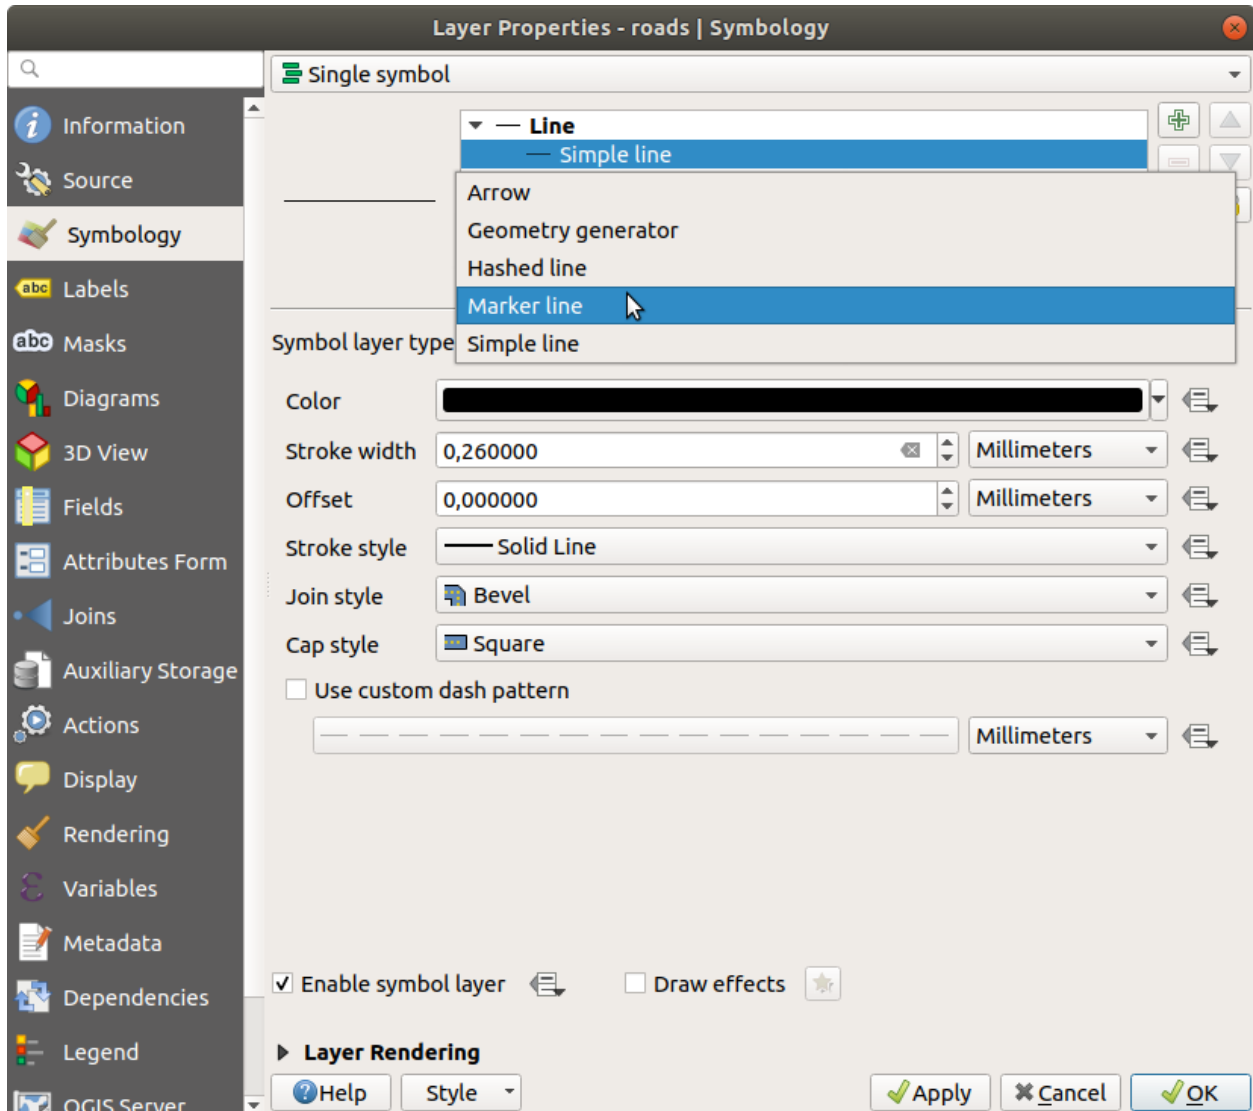 Layer Properties - roads | Symbology
Information
Source
Symbology
abc Labels
abc Masks
Diagrams
3D View
Fields
Attributes Form
Joins
Auxiliary Storage
Actions
Display
Rendering
Variables
Metadata
Dependencies
Legend
QGIS Server
Single symbol
Line
Simple line
Arrow
Geometry generator
Hashed line
Marker line
Simple line
Symbol layer type
Color
Stroke width 0,260000 Millimeters
Offset 0,000000 Millimeters
Stroke style Solid Line
Join style Bevel
Cap style Square
Use custom dash pattern
Millimeters
Enable symbol layer Draw effects
Layer Rendering
Help Style Apply Cancel OK